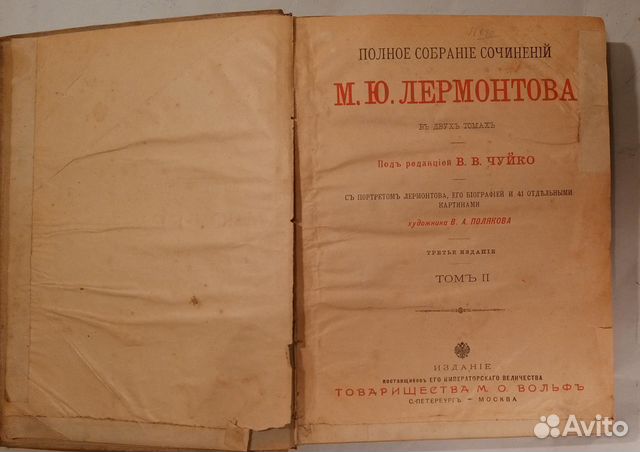 ПОЛНОЕ СОБРАНІЕ СОЧИНЕНІЙ
М. Ю. ЛЕРМОНТОВА
ВЪ ДВУХЪ ТОМАХЪ
Подъ редакціей В. В. ЧУЙКО
СЪ ПОРТРЕТОМЪ ЛЕРМОНТОВА, ЕГО БІОГРАФІЕЙ И 41 ОТДѢЛЬНЫМИ
КАРТИНАМИ
художника В. А. ПОЛЯКОВА
ТРЕТЬЕ ИЗДАНІЕ
ТОМЪ II
ИЗДАНІЕ
ПОСТАВЩИКОВЪ ЕГО ИМПЕРАТОРСКАГО ВЕЛИЧЕСТВА
ТОВАРИЩЕСТВА М. О. ВОЛЬФЪ
С.-ПЕТЕРБУРГЪ – МОСКВА
Avito